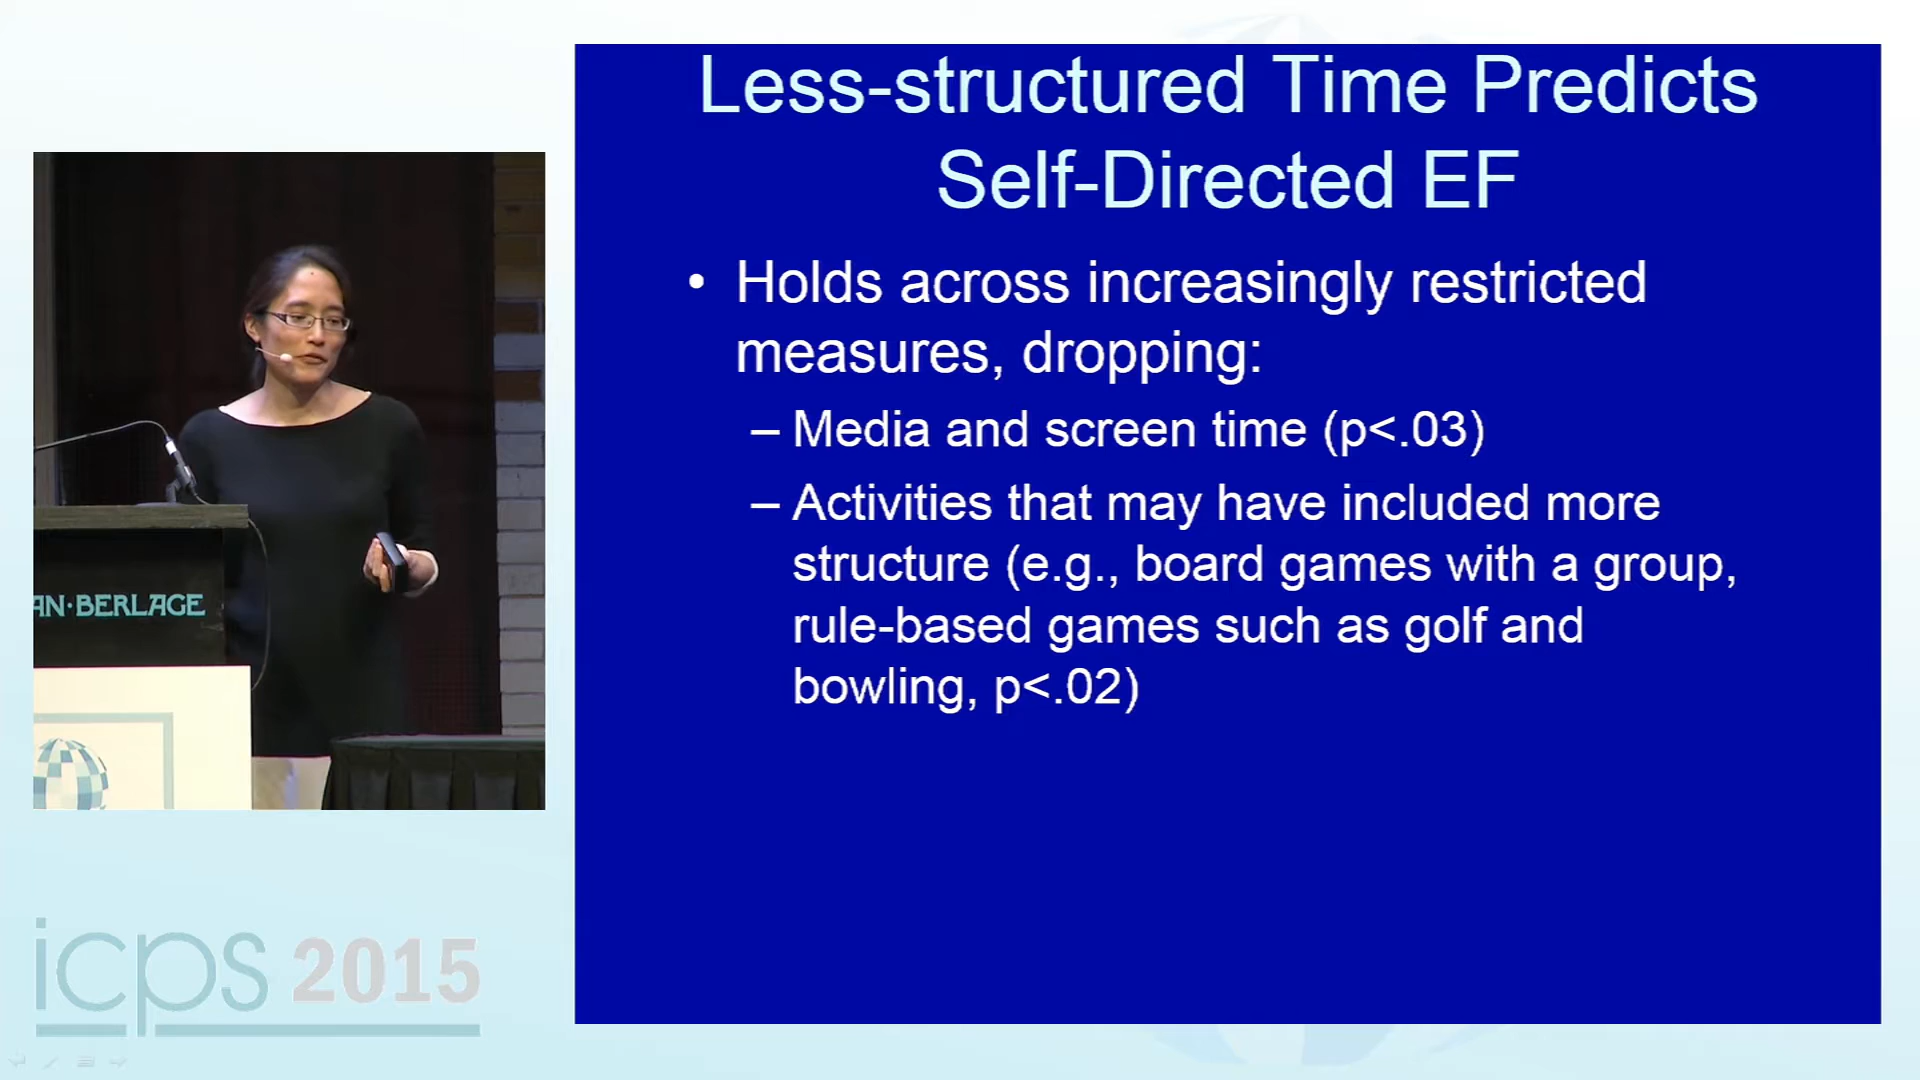 Less-structured Time Predicts
Self-Directed EF
• Holds across increasingly restricted
measures, dropping:
– Media and screen time (p<.03)
– Activities that may have included more
structure (e.g., board games with a group,
rule-based games such as golf and
bowling, p<.02)
AN·BERLAGE
icps 2015